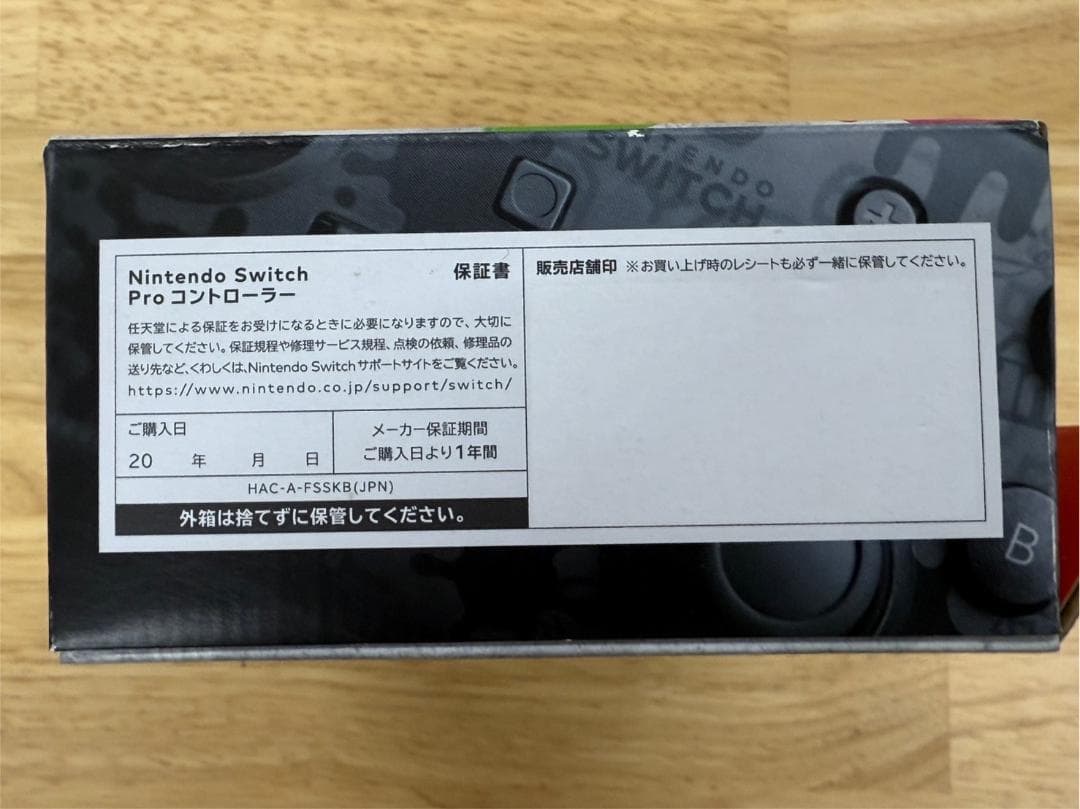 NINTENDO
SWITCH
Nintendo Switch
Pro コントローラー
保証書
任天堂による保証をお受けになるときに必要になりますので、大切に
保管してください。保証規程や修理サービス規程、点検の依頼、修理品の
送り先など、くわしくは、Nintendo Switchサポートサイトをご覧ください。
https://www.nintendo.co.jp/support/switch/
ご購入日
20 年 月 日
メーカー保証期間
ご購入日より1年間
HAC-A-FSSKB(JPN)
外箱は捨てずに保管してください。
販売店舗印 ※お買い上げ時のレシートも必ず一緒に保管してください。
B